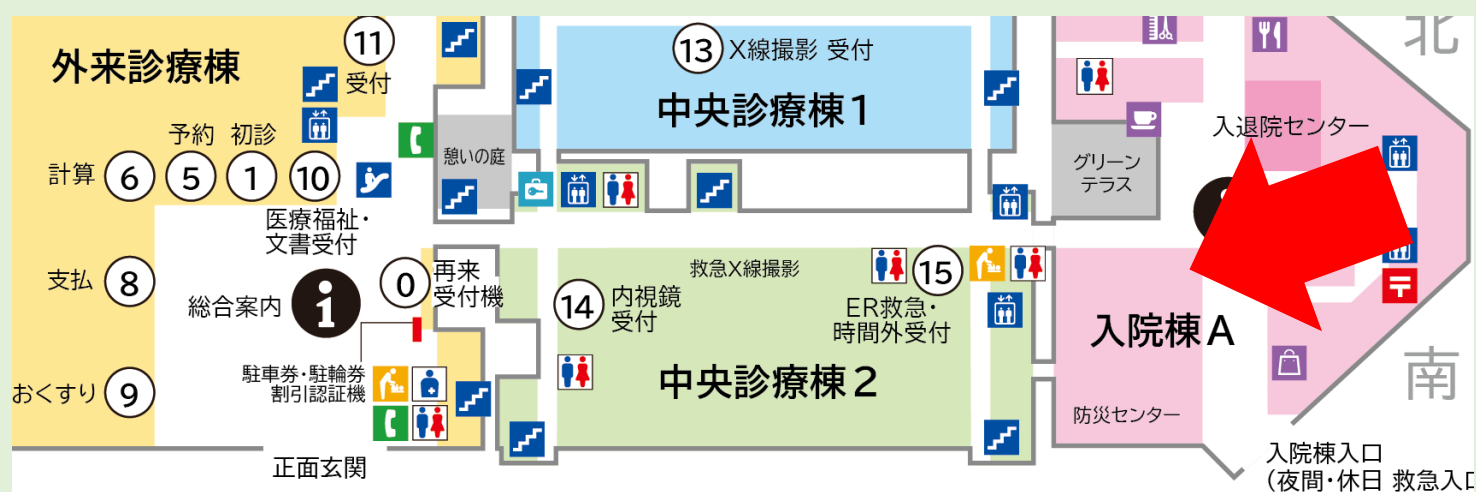 外来診療棟
11
受付
13 X線撮影 受付
中央診療棟1
北
予約 初診
計算 6 5 1 10
憩いの庭
入退院センター
グリーン
テラス
医療福祉・
文書受付
支払 8
総合案内
0 再来
受付機
救急X線撮影
14 内視鏡
受付
15
ER救急・
時間外受付
入院棟A
中央診療棟2
駐車券・駐輪券
割引認証機
おくすり 9
南
防災センター
正面玄関
入院棟入口
(夜間・休日 救急入口